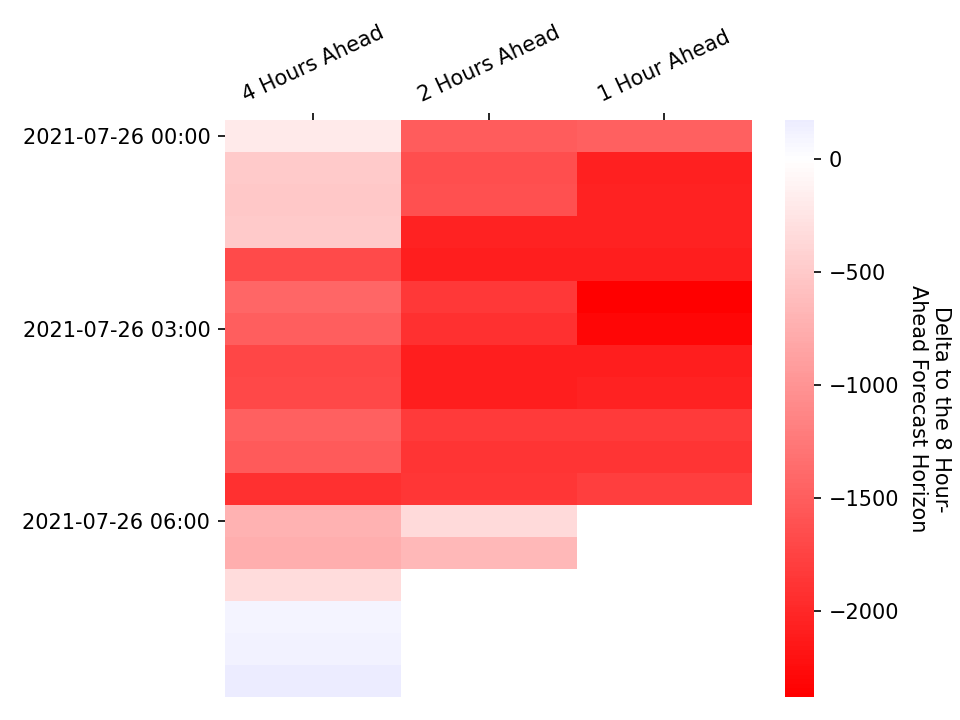 4 Hours Ahead
2 Hours Ahead
1 Hour Ahead
2021-07-26 00:00
2021-07-26 03:00
2021-07-26 06:00
0
−500
−1000
−1500
−2000
Delta to the 8 Hour-
Ahead Forecast Horizon